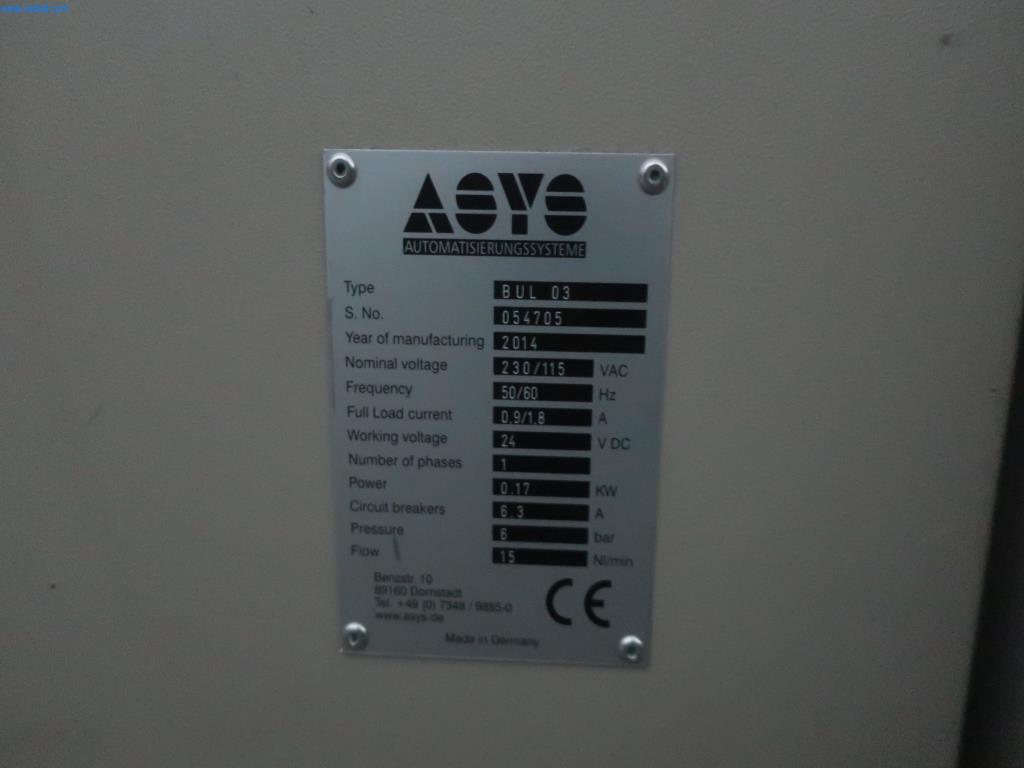 ASYS
AUTOMATISIERUNGSSYSTEME
Type BUL 03
S. No. 054705
Year of manufacturing 2014
Nominal voltage 230/115 VAC
Frequency 50/60 Hz
Full Load current 0.9/1.8 A
Working voltage 24 V DC
Number of phases 1
Power 0.17 KW
Circuit breakers 6.3 A
Pressure 6 bar
Flow 15 Nl/min
Benzstr. 10
89160 Dornstadt
Tel. +49 (0) 7348 / 9855-0
www.asys.de
CE
Made in Germany